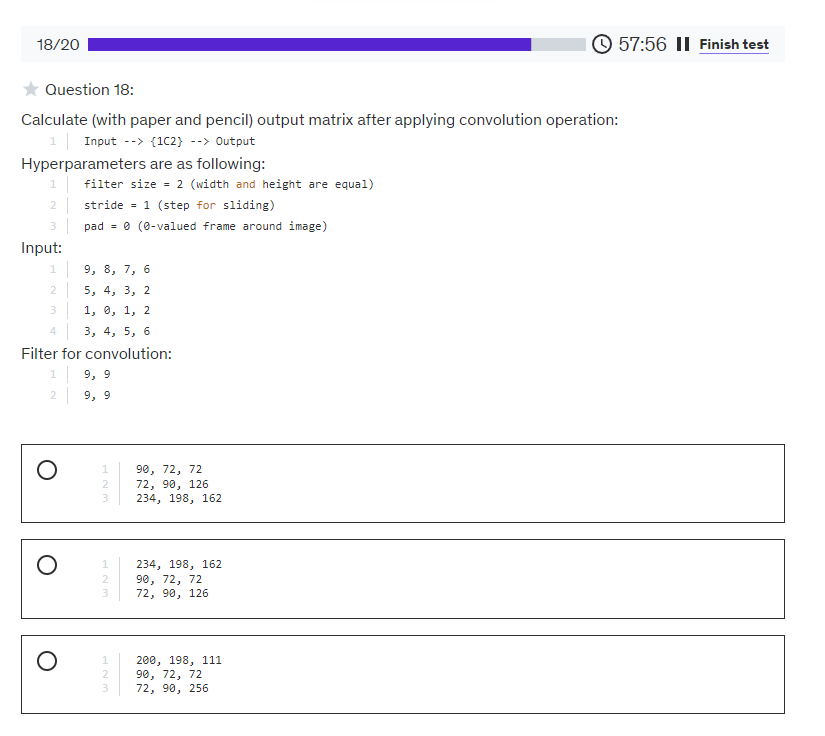 18/20
57:56
Finish test
Question 18:
Calculate (with paper and pencil) output matrix after applying convolution operation:
1 Input --> {1C2} --> Output
Hyperparameters are as following:
1 filter size = 2 (width and height are equal)
2 stride = 1 (step for sliding)
3 pad = 0 (0-valued frame around image)
Input:
1 9, 8, 7, 6
2 5, 4, 3, 2
3 1, 0, 1, 2
4 3, 4, 5, 6
Filter for convolution:
1 9, 9
2 9, 9
1 90, 72, 72
2 72, 90, 126
3 234, 198, 162
1 234, 198, 162
2 90, 72, 72
3 72, 90, 126
1 200, 198, 111
2 90, 72, 72
3 72, 90, 256